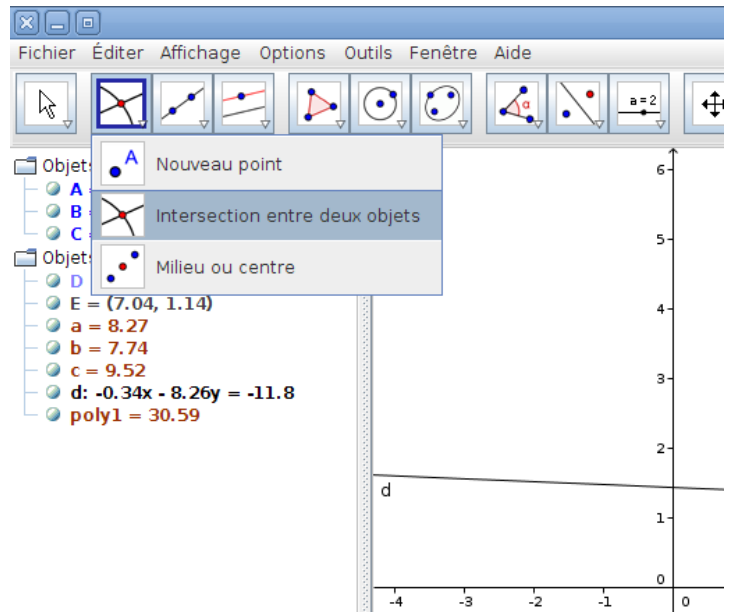 Fichier Éditer Affichage Options Outils Fenêtre Aide
α
a=2
A
Nouveau point
Intersection entre deux objets
Milieu ou centre
Objet
A
B
C
Objet
D
E = (7.04, 1.14)
a = 8.27
b = 7.74
c = 9.52
d: -0.34x - 8.26y = -11.8
poly1 = 30.59
6
5
4
3
2
d
1
0
-4 -3 -2 -1 0